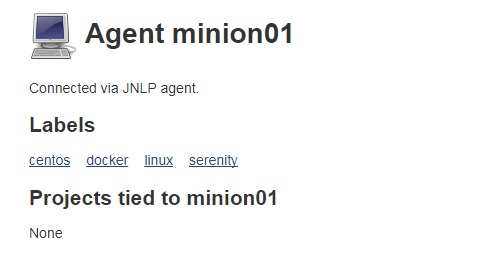 Agent minion01
Connected via JNLP agent.
Labels
centos docker linux serenity
Projects tied to minion01
None